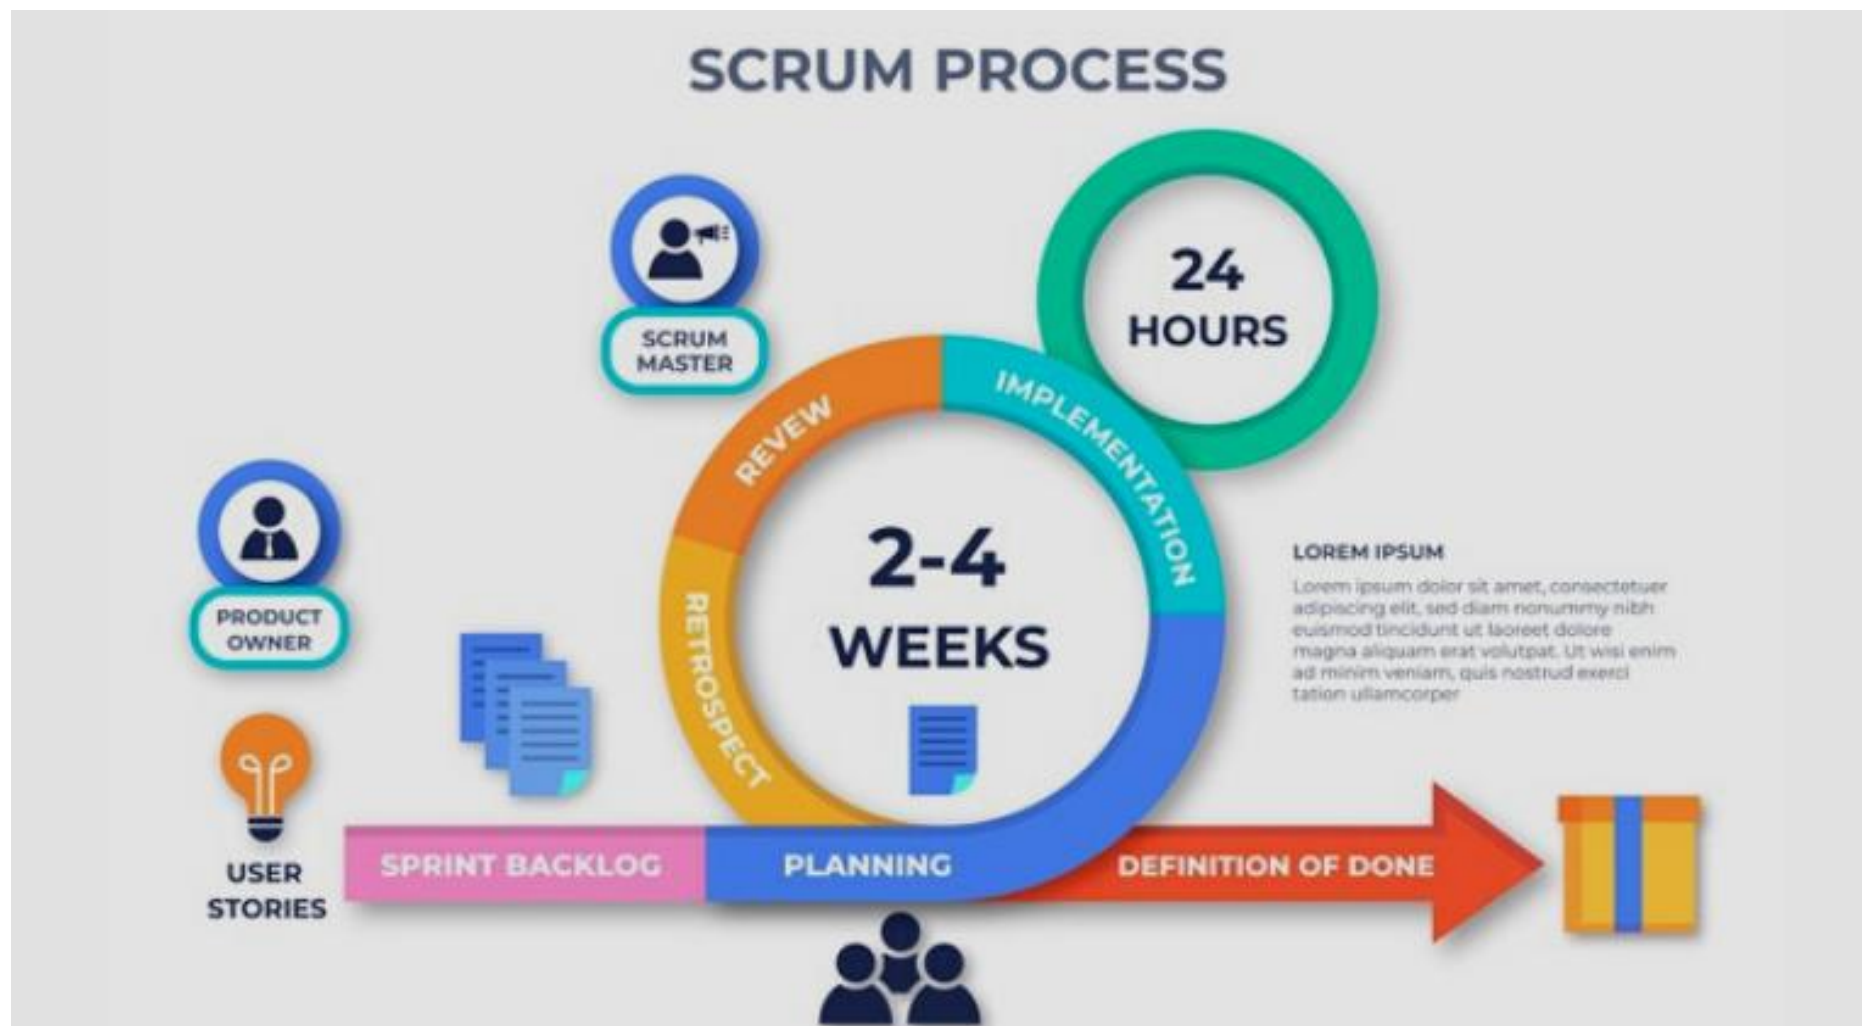 SCRUM PROCESS
24
HOURS
SCRUM
MASTER
REVEW
IMPLEMENTATION
2-4
WEEKS
RETROSPECT
PRODUCT
OWNER
LOREM IPSUM
Lorem ipsum dolor sit amet, consectetuer
adipiscing elit, sed diam nonummy nibh
euismod tincidunt ut laoreet dolore
magna aliquam erat volutpat. Ut wisi enim
ad minim veniam, quis nostrud exerci
tation ullamcorper
USER
STORIES
SPRINT BACKLOG
PLANNING
DEFINITION OF DONE